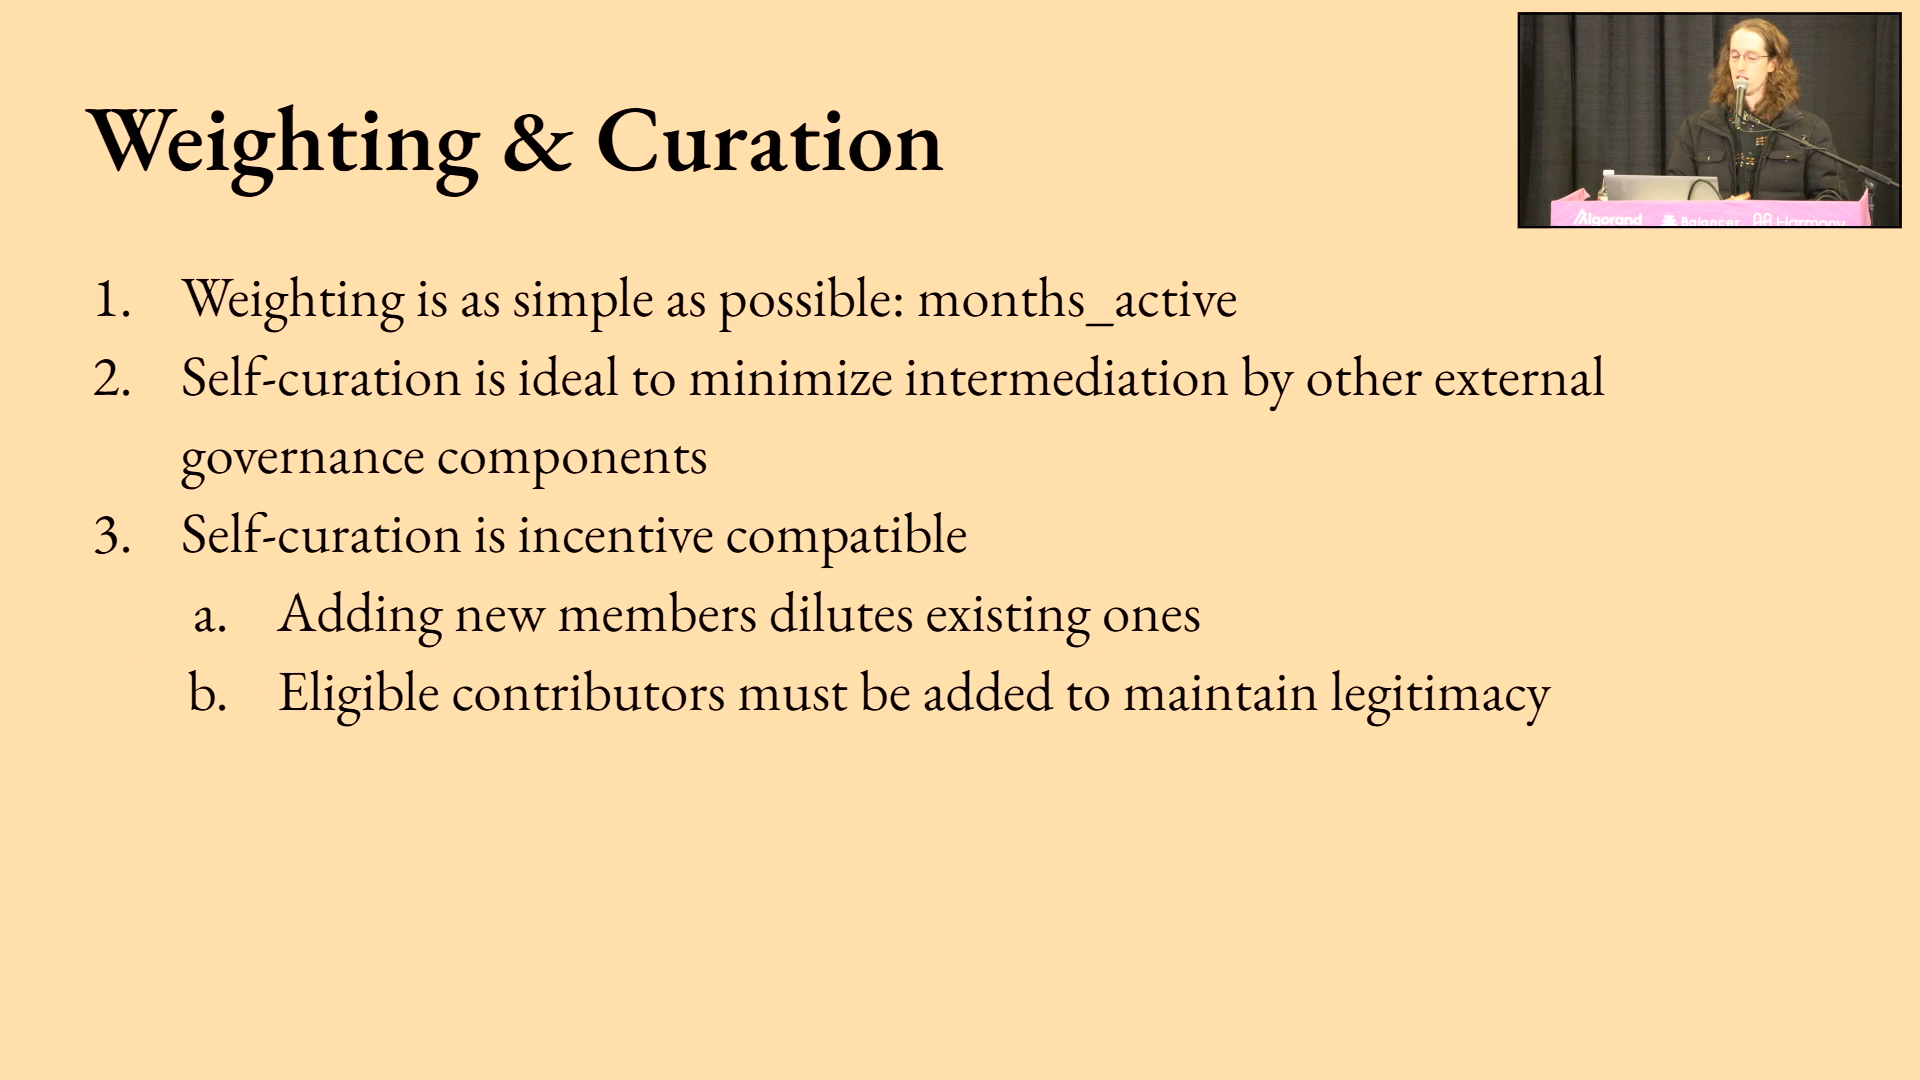 Weighting & Curation
1. Weighting is as simple as possible: months_active
2. Self-curation is ideal to minimize intermediation by other external
governance components
3. Self-curation is incentive compatible
a. Adding new members dilutes existing ones
b. Eligible contributors must be added to maintain legitimacy
Algorand Balancer Harmony